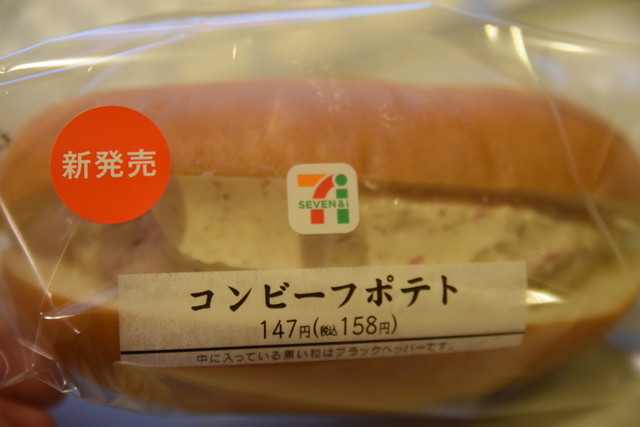 新発売
SEVEN&i
コンビーフポテト
147円(税込158円)
中に入っている黒い粒はブラックペッパーです。